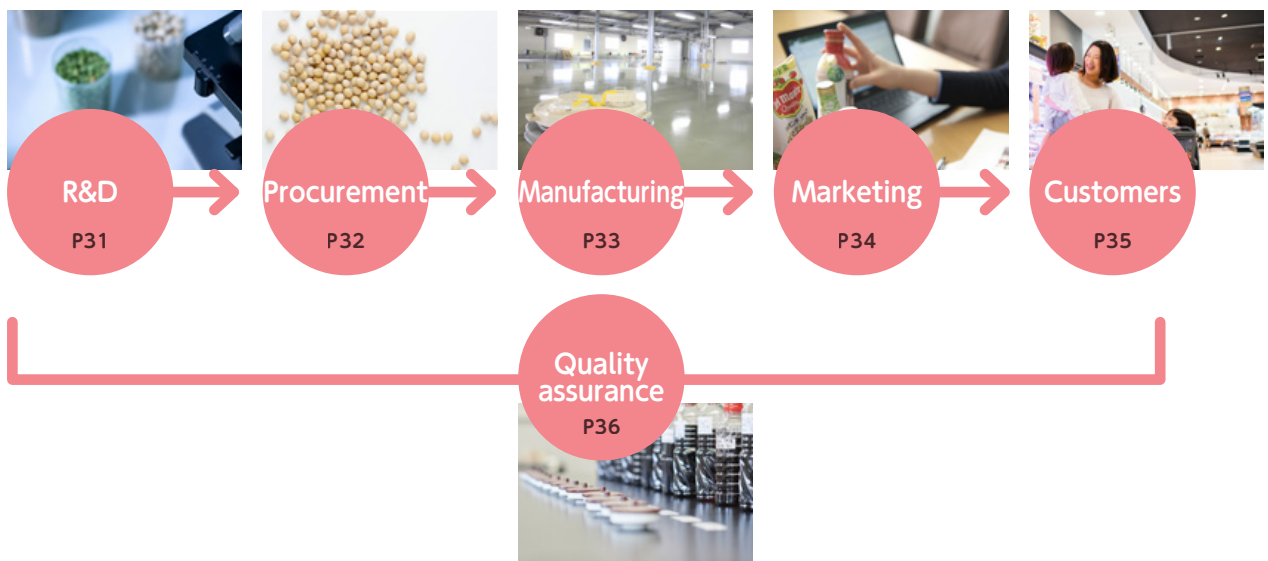 R&D
P31
Procurement
P32
Manufacturing
P33
Marketing
P34
Customers
P35
Quality
assurance
P36